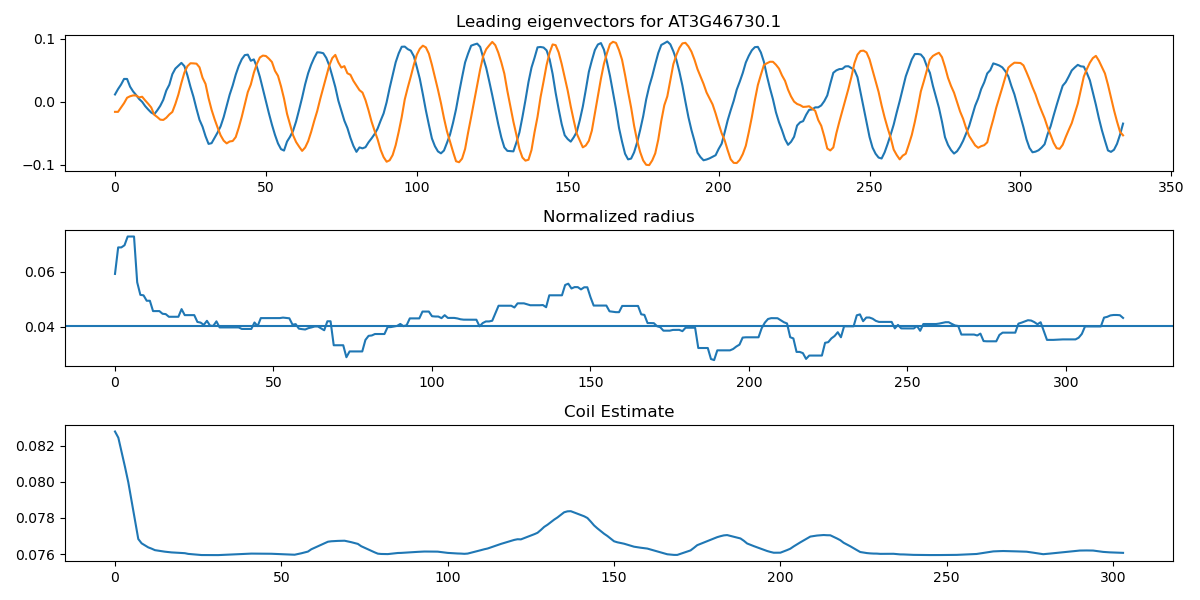 Leading eigenvectors for AT3G46730.1
0.1
0.0
−0.1
0 50 100 150 200 250 300 350
Normalized radius
0.06
0.04
0 50 100 150 200 250 300
Coil Estimate
0.082
0.080
0.078
0.076
0 50 100 150 200 250 300